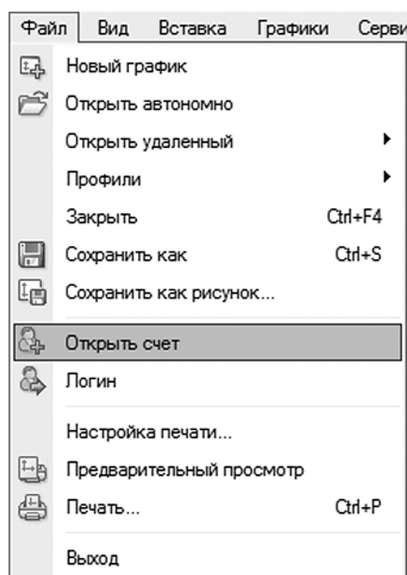 Файл Вид Вставка Графики Серви
Новый график
Открыть автономно
Открыть удаленный
Профили
Закрыть Ctrl+F4
Сохранить как Ctrl+S
Сохранить как рисунок...
Открыть счет
Логин
Настройка печати...
Предварительный просмотр
Печать... Ctrl+P
Выход